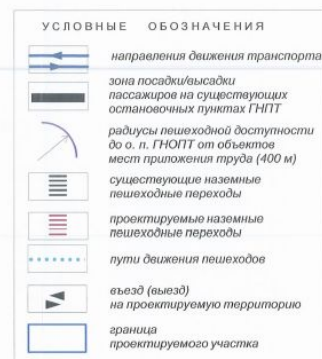 УСЛОВНЫЕ ОБОЗНАЧЕНИЯ
направления движения транспорта
зона посадки/высадки
пассажиров на существующих
остановочных пунктах ГНПТ
радиусы пешеходной доступности
до о. п. ГНОПТ от объектов
мест приложения труда (400 м)
существующие наземные
пешеходные переходы
проектируемые наземные
пешеходные переходы
пути движения пешеходов
въезд (выезд)
на проектируемую территорию
граница
проектируемого участка